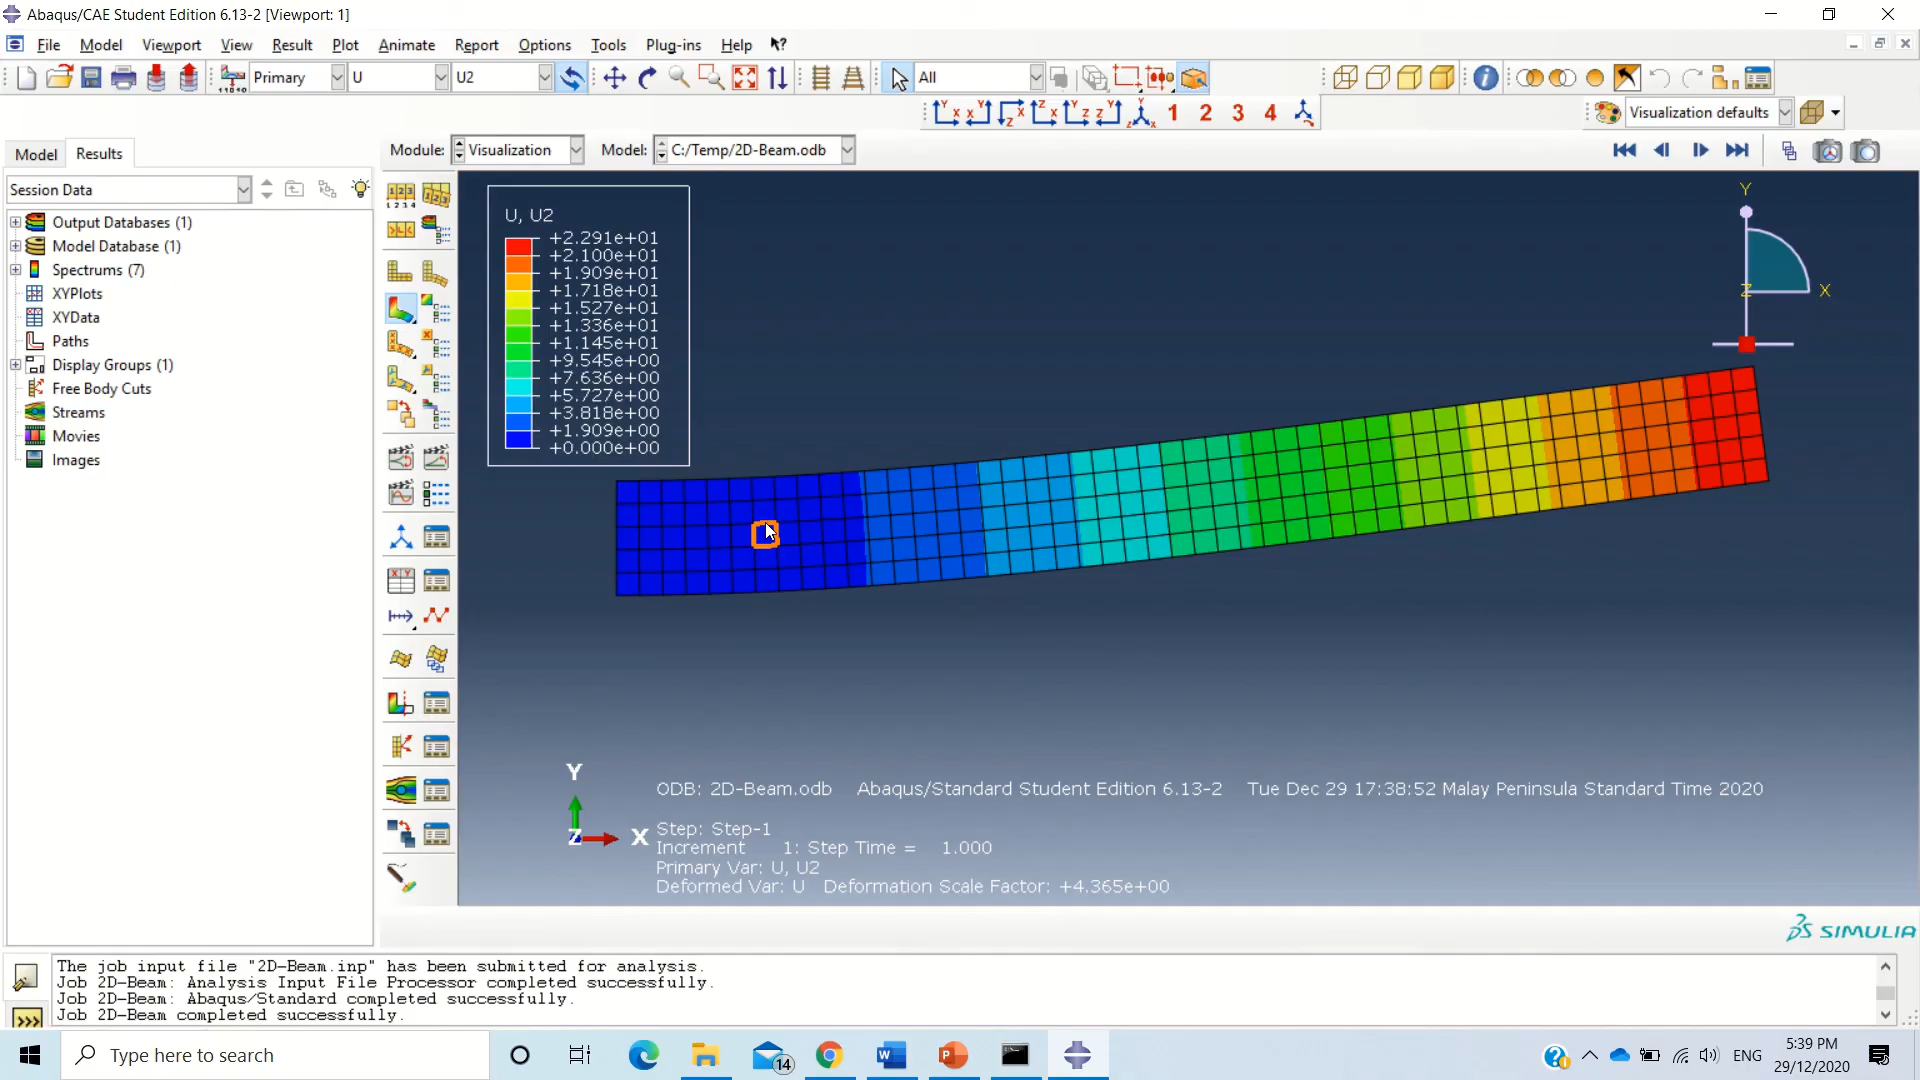 Abaqus/CAE Student Edition 6.13-2 [Viewport: 1]
File Model Viewport View Result Plot Animate Report Options Tools Plug-ins Help
Primary U U2 All
1 2 3 4 Visualization defaults
Model Results Module: Visualization Model: C:/Temp/2D-Beam.odb
Session Data
Output Databases (1)
Model Database (1)
Spectrums (7)
XYPlots
XYData
Paths
Display Groups (1)
Free Body Cuts
Streams
Movies
Images
U, U2
+2.291e+01
+2.100e+01
+1.909e+01
+1.718e+01
+1.527e+01
+1.336e+01
+1.145e+01
+9.545e+00
+7.636e+00
+5.727e+00
+3.818e+00
+1.909e+00
+0.000e+00
Y
Z X
Y
Z X
ODB: 2D-Beam.odb Abaqus/Standard Student Edition 6.13-2 Tue Dec 29 17:38:52 Malay Peninsula Standard Time 2020
Step: Step-1
Increment 1: Step Time = 1.000
Primary Var: U, U2
Deformed Var: U Deformation Scale Factor: +4.365e+00
SIMULIA
The job input file "2D-Beam.inp" has been submitted for analysis.
Job 2D-Beam: Analysis Input File Processor completed successfully.
Job 2D-Beam: Abaqus/Standard completed successfully.
Job 2D-Beam completed successfully.
>>>
Type here to search
14
ENG
5:39 PM
29/12/2020